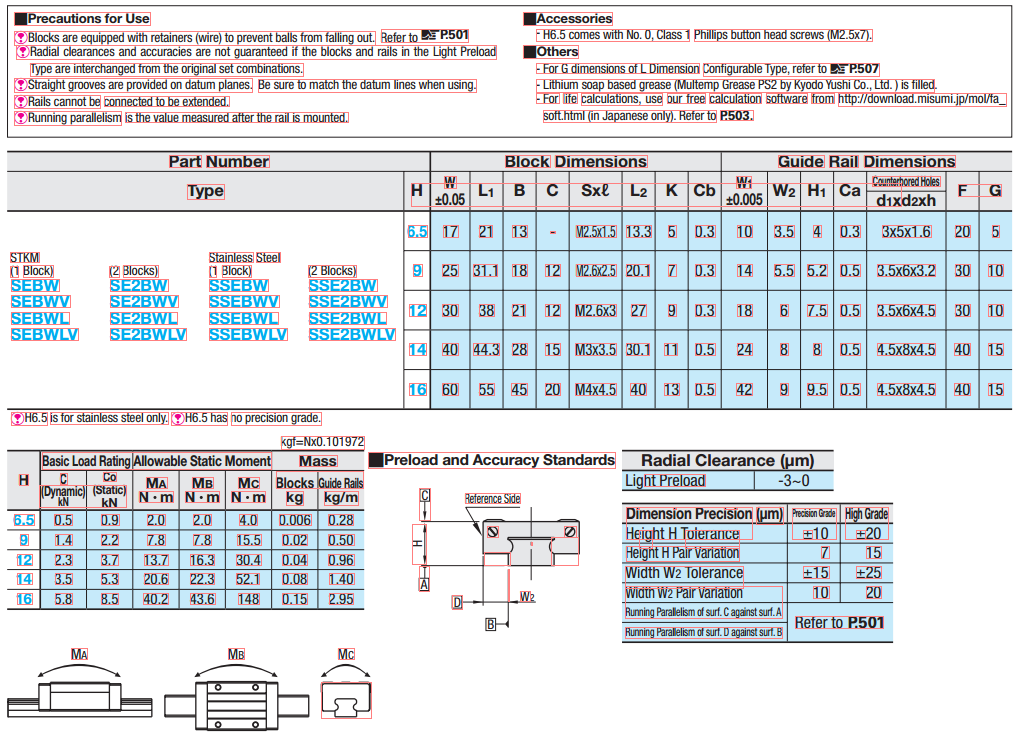 ■Precautions for Use
Blocks are equipped with retainers (wire) to prevent balls from falling out. Refer to P.501
Radial clearances and accuracies are not guaranteed if the blocks and rails in the Light Preload
Type are interchanged from the original set combinations.
Straight grooves are provided on datum planes. Be sure to match the datum lines when using.
Rails cannot be connected to be extended.
Running parallelism is the value measured after the rail is mounted.
■Accessories
· H6.5 comes with No. 0, Class 1 Phillips button head screws (M2.5x7).
■Others
· For G dimensions of L Dimension Configurable Type, refer to P.507
· Lithium soap based grease (Multemp Grease PS2 by Kyodo Yushi Co., Ltd. ) is filled.
· For life calculations, use our free calculation software from http://download.misumi.jp/mol/fa_
soft.html (in Japanese only). Refer to P.503.
Part Number Block Dimensions Guide Rail Dimensions
Type H W ±0.05 L1 B C Sxℓ L2 K Cb W1 ±0.005 W2 H1 Ca Counterbored Holes d1xd2xh F G
6.5 17 21 13 - M2.5x1.5 13.3 5 0.3 10 3.5 4 0.3 3x5x1.6 20 5
9 25 31.1 18 12 M2.6x2.5 20.1 7 0.3 14 5.5 5.2 0.5 3.5x6x3.2 30 10
12 30 38 21 12 M2.6x3 27 9 0.3 18 6 7.5 0.5 3.5x6x4.5 30 10
14 40 44.3 28 15 M3x3.5 30.1 11 0.5 24 8 8 0.5 4.5x8x4.5 40 15
16 60 55 45 20 M4x4.5 40 13 0.5 42 9 9.5 0.5 4.5x8x4.5 40 15
STKM Stainless Steel
(1 Block) (2 Blocks) (1 Block) (2 Blocks)
SEBW SE2BW SSEBW SSE2BW
SEBWV SE2BWV SSEBWV SSE2BWV
SEBWL SE2BWL SSEBWL SSE2BWL
SEBWLV SE2BWLV SSEBWLV SSE2BWLV
H6.5 is for stainless steel only. H6.5 has no precision grade.
kgf=Nx0.101972
H Basic Load Rating Allowable Static Moment Mass
C (Dynamic) kN Co (Static) kN MA N·m MB N·m MC N·m Blocks kg Guide Rails kg/m
6.5 0.5 0.9 2.0 2.0 4.0 0.006 0.28
9 1.4 2.2 7.8 7.8 15.5 0.02 0.50
12 2.3 3.7 13.7 16.3 30.4 0.04 0.96
14 3.5 5.3 20.6 22.3 52.1 0.08 1.40
16 5.8 8.5 40.2 43.6 148 0.15 2.95
■Preload and Accuracy Standards
C
Reference Side
H
A
D
W2
B
Radial Clearance (µm)
Light Preload -3~0
Dimension Precision (µm) Precision Grade High Grade
Height H Tolerance ±10 ±20
Height H Pair Variation 7 15
Width W2 Tolerance ±15 ±25
Width W2 Pair Variation 10 20
Running Parallelism of surf. C against surf. A
Refer to P.501
Running Parallelism of surf. D against surf. B
MA MB MC